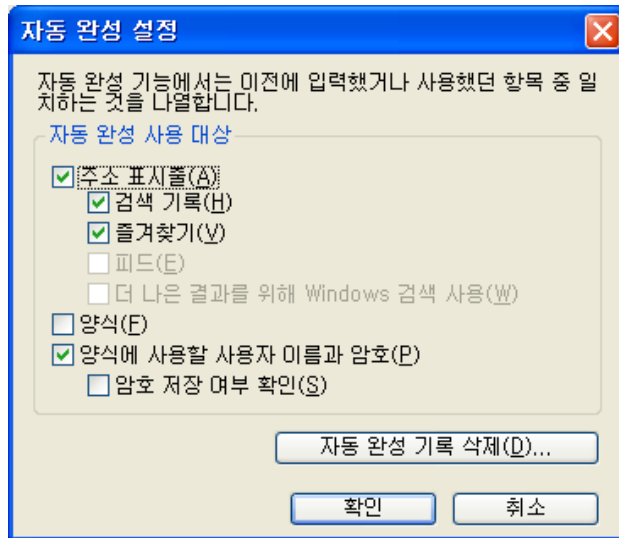 자동 완성 설정
자동 완성 기능에서는 이전에 입력했거나 사용했던 항목 중 일
치하는 것을 나열합니다.
자동 완성 사용 대상
주소 표시줄(A)
검색 기록(H)
즐겨찾기(V)
피드(E)
더 나은 결과를 위해 Windows 검색 사용(W)
양식(F)
양식에 사용할 사용자 이름과 암호(P)
암호 저장 여부 확인(S)
자동 완성 기록 삭제(D)...
확인
취소